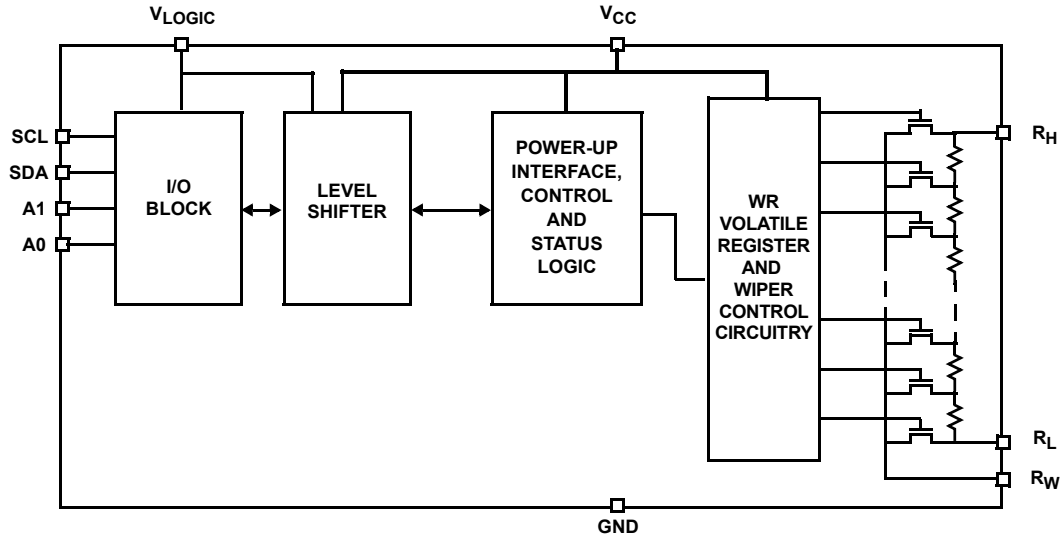 VLOGIC
VCC
SCL
SDA
A1
A0
I/O
BLOCK
LEVEL
SHIFTER
POWER-UP
INTERFACE,
CONTROL
AND
STATUS
LOGIC
WR
VOLATILE
REGISTER
AND
WIPER
CONTROL
CIRCUITRY
RH
RL
RW
GND